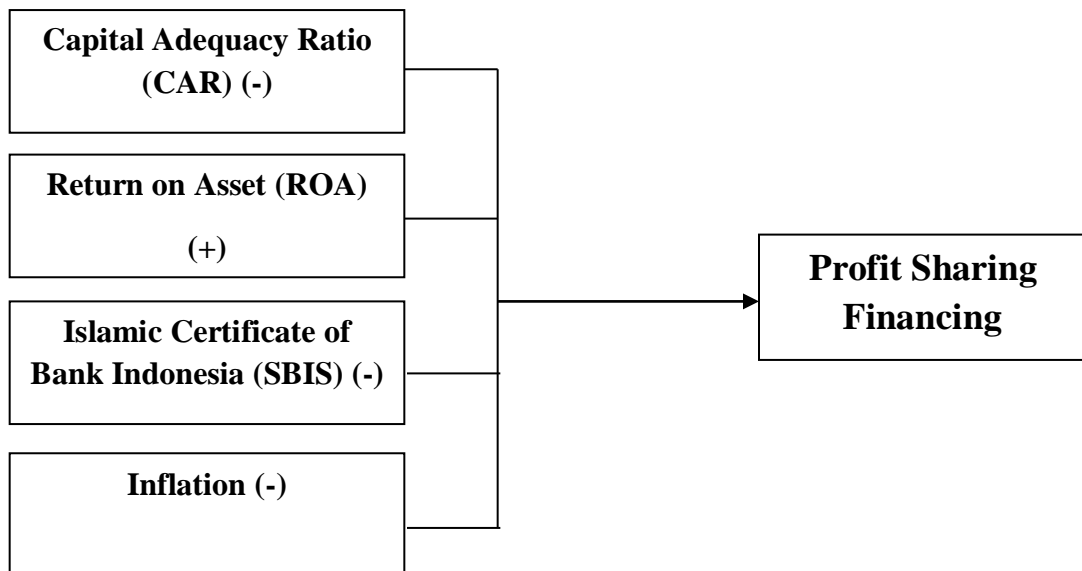 Capital Adequacy Ratio
(CAR) (-)
Return on Asset (ROA)
(+)
Islamic Certificate of
Bank Indonesia (SBIS) (-)
Inflation (-)
Profit Sharing
Financing